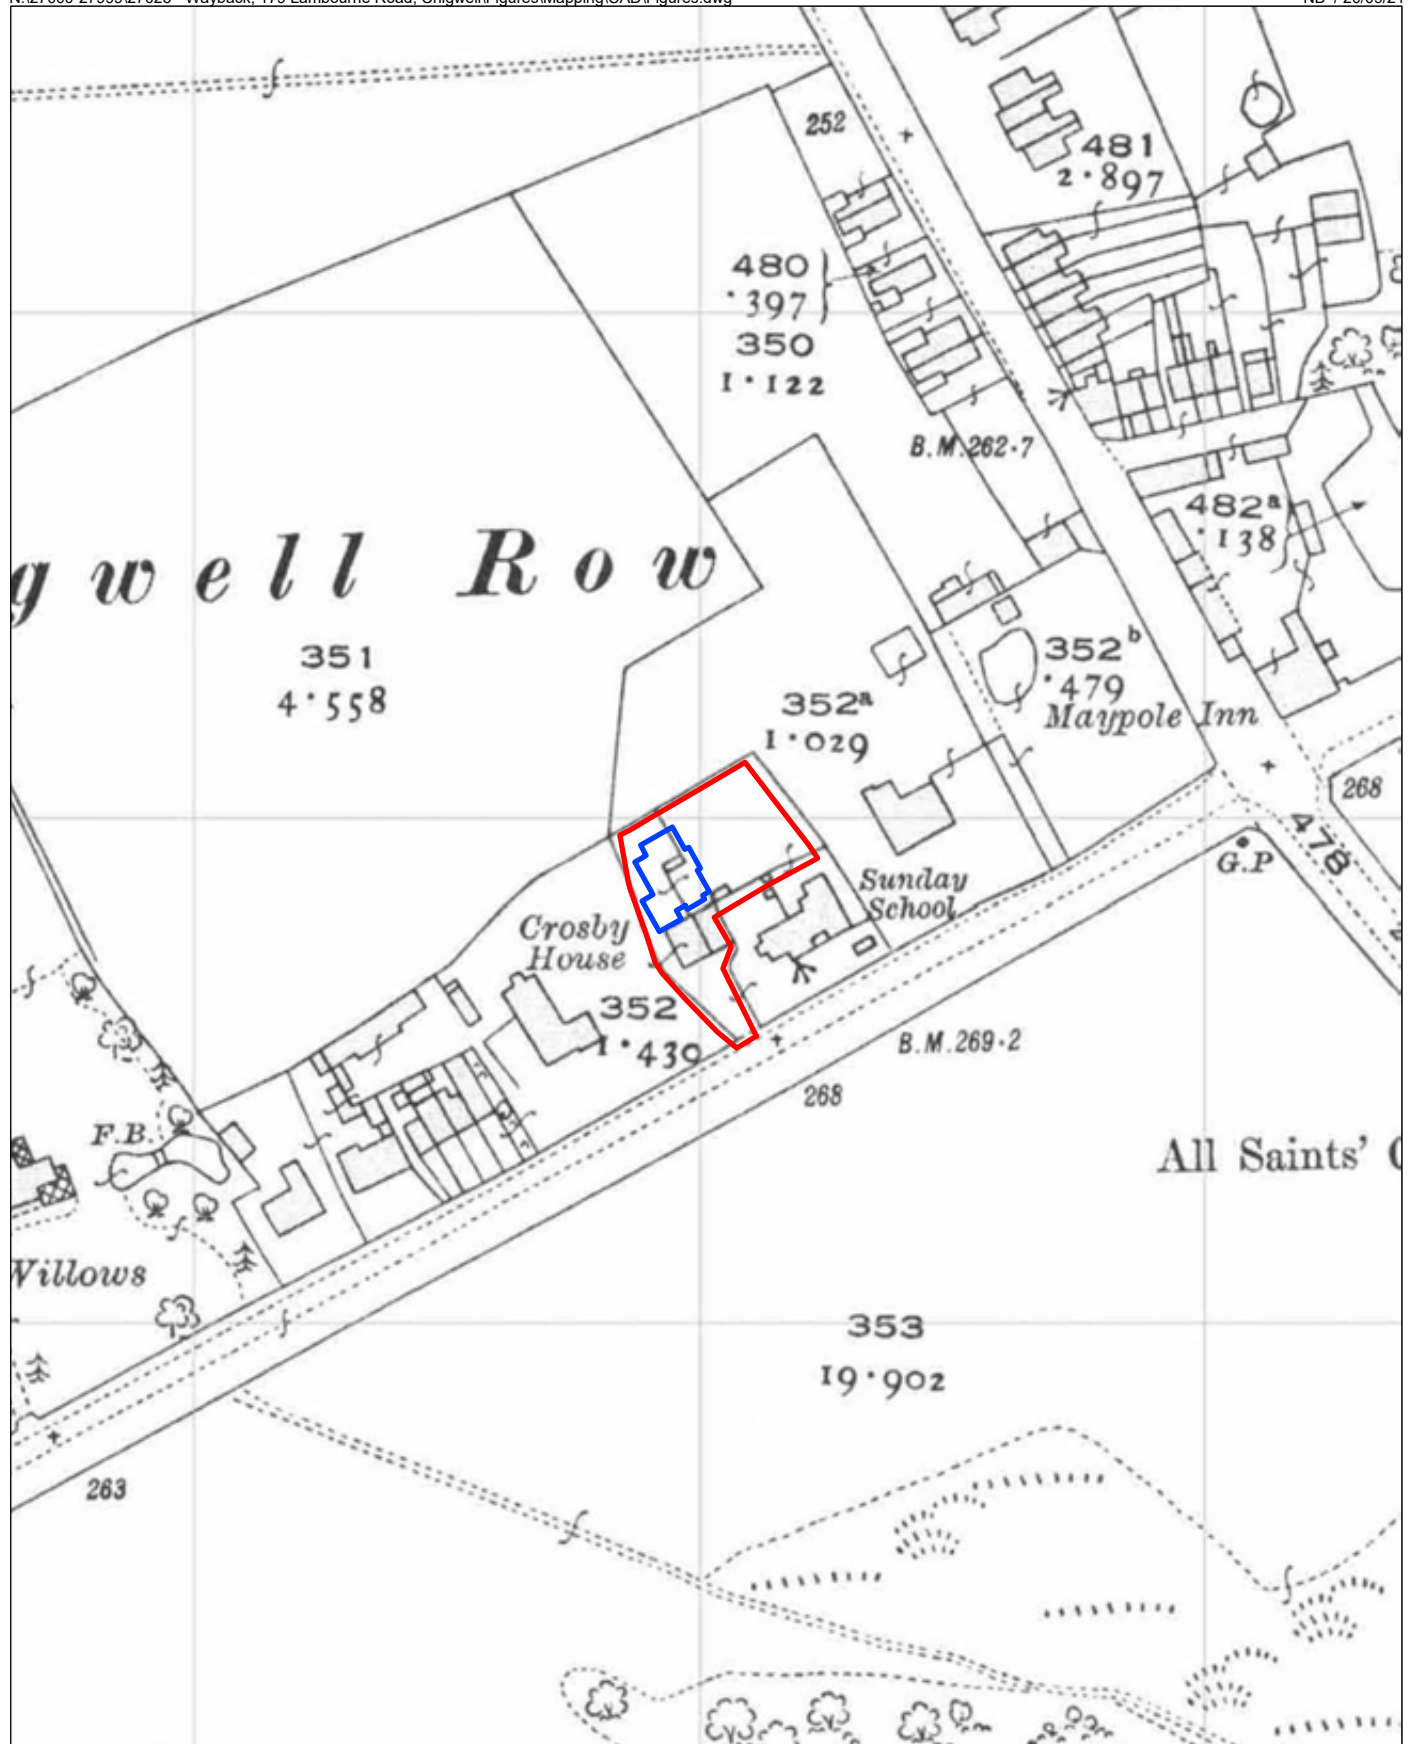 252
481
2·897
480
·397
350
1·122
B.M.262·7
482a
·138
gwell Row
351
4·558
352b
·479
Maypole Inn
352a
1·029
268
478
G.P
Sunday
School
Crosby
House
352
1·430
B.M.269·2
268
F.B.
All Saints'
Willows
353
19·902
263